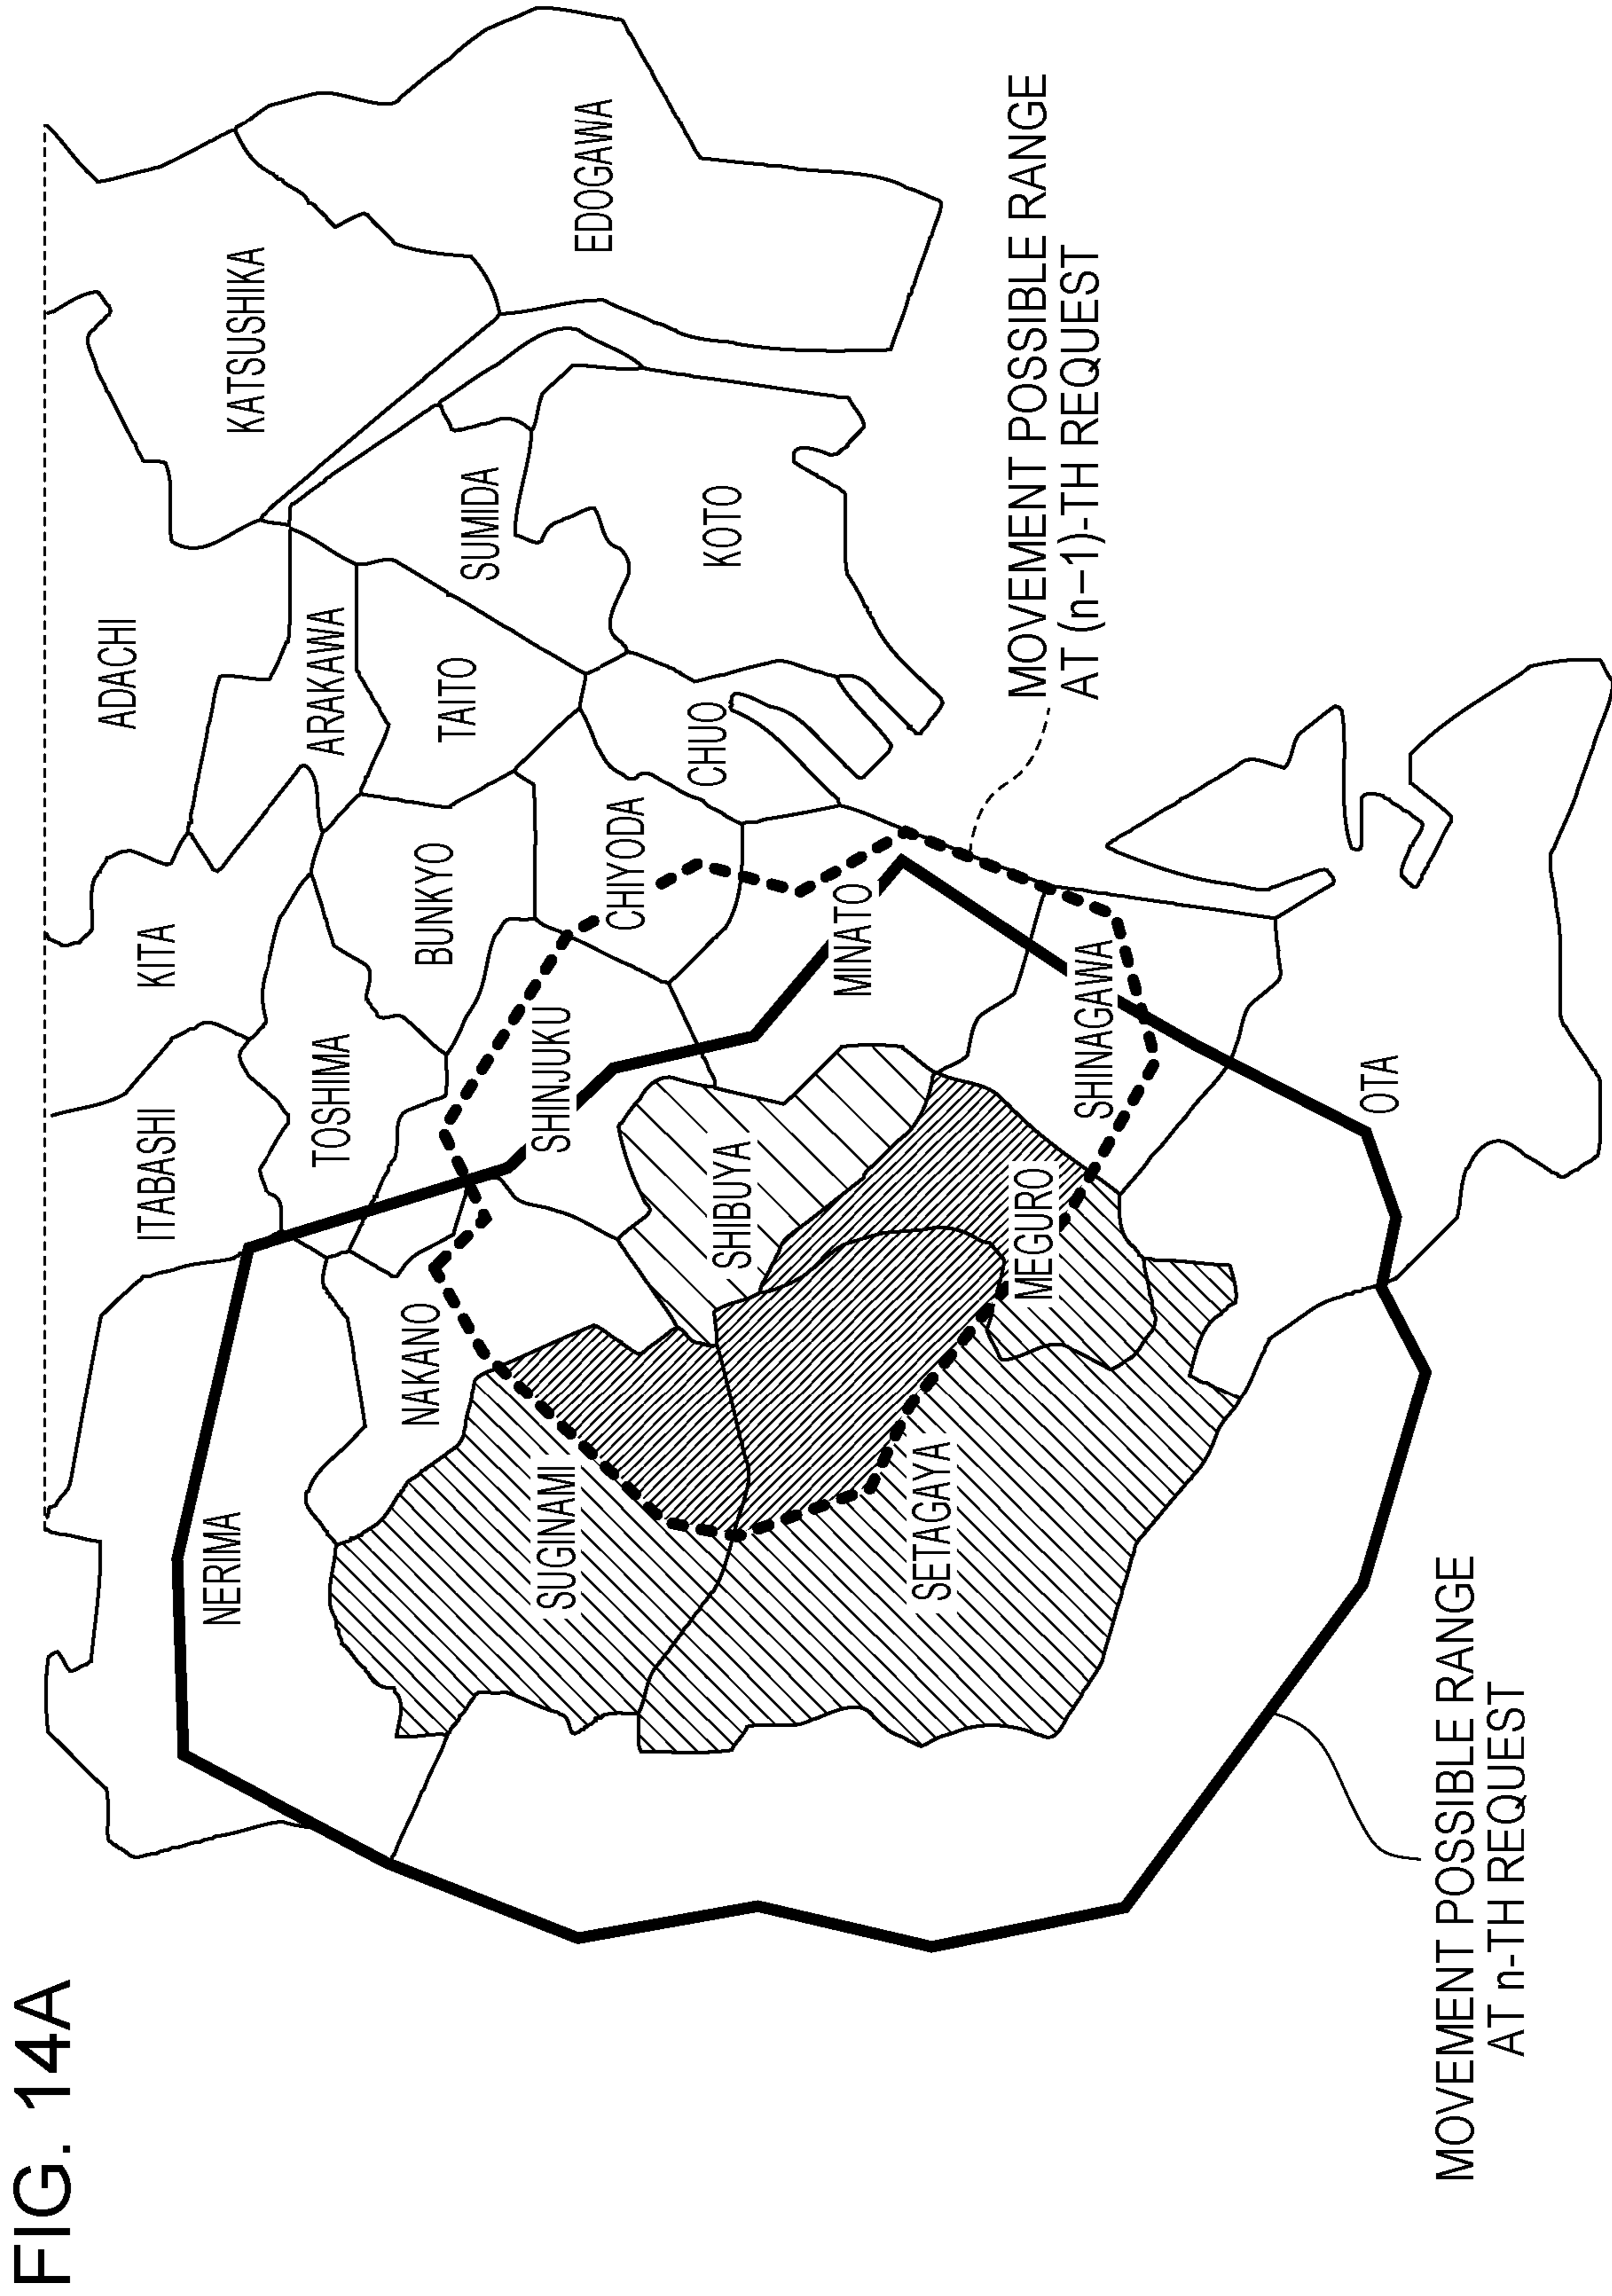 FIG. 14A
ADACHI
KATSUSHIKA
ITABASHI
KITA
NERIMA
TOSHIMA
ARAKAWA
NAKANO
BUNKYO
TAITO
SUMIDA
EDOGAWA
SUGINAMI
SHINJUKU
CHIYODA
SHIBUYA
CHUO
KOTO
MINATO
SETAGAYA
MEGURO
SHINAGAWA
OTA
MOVEMENT POSSIBLE RANGE
AT (n−1)-TH REQUEST
MOVEMENT POSSIBLE RANGE
AT n-TH REQUEST